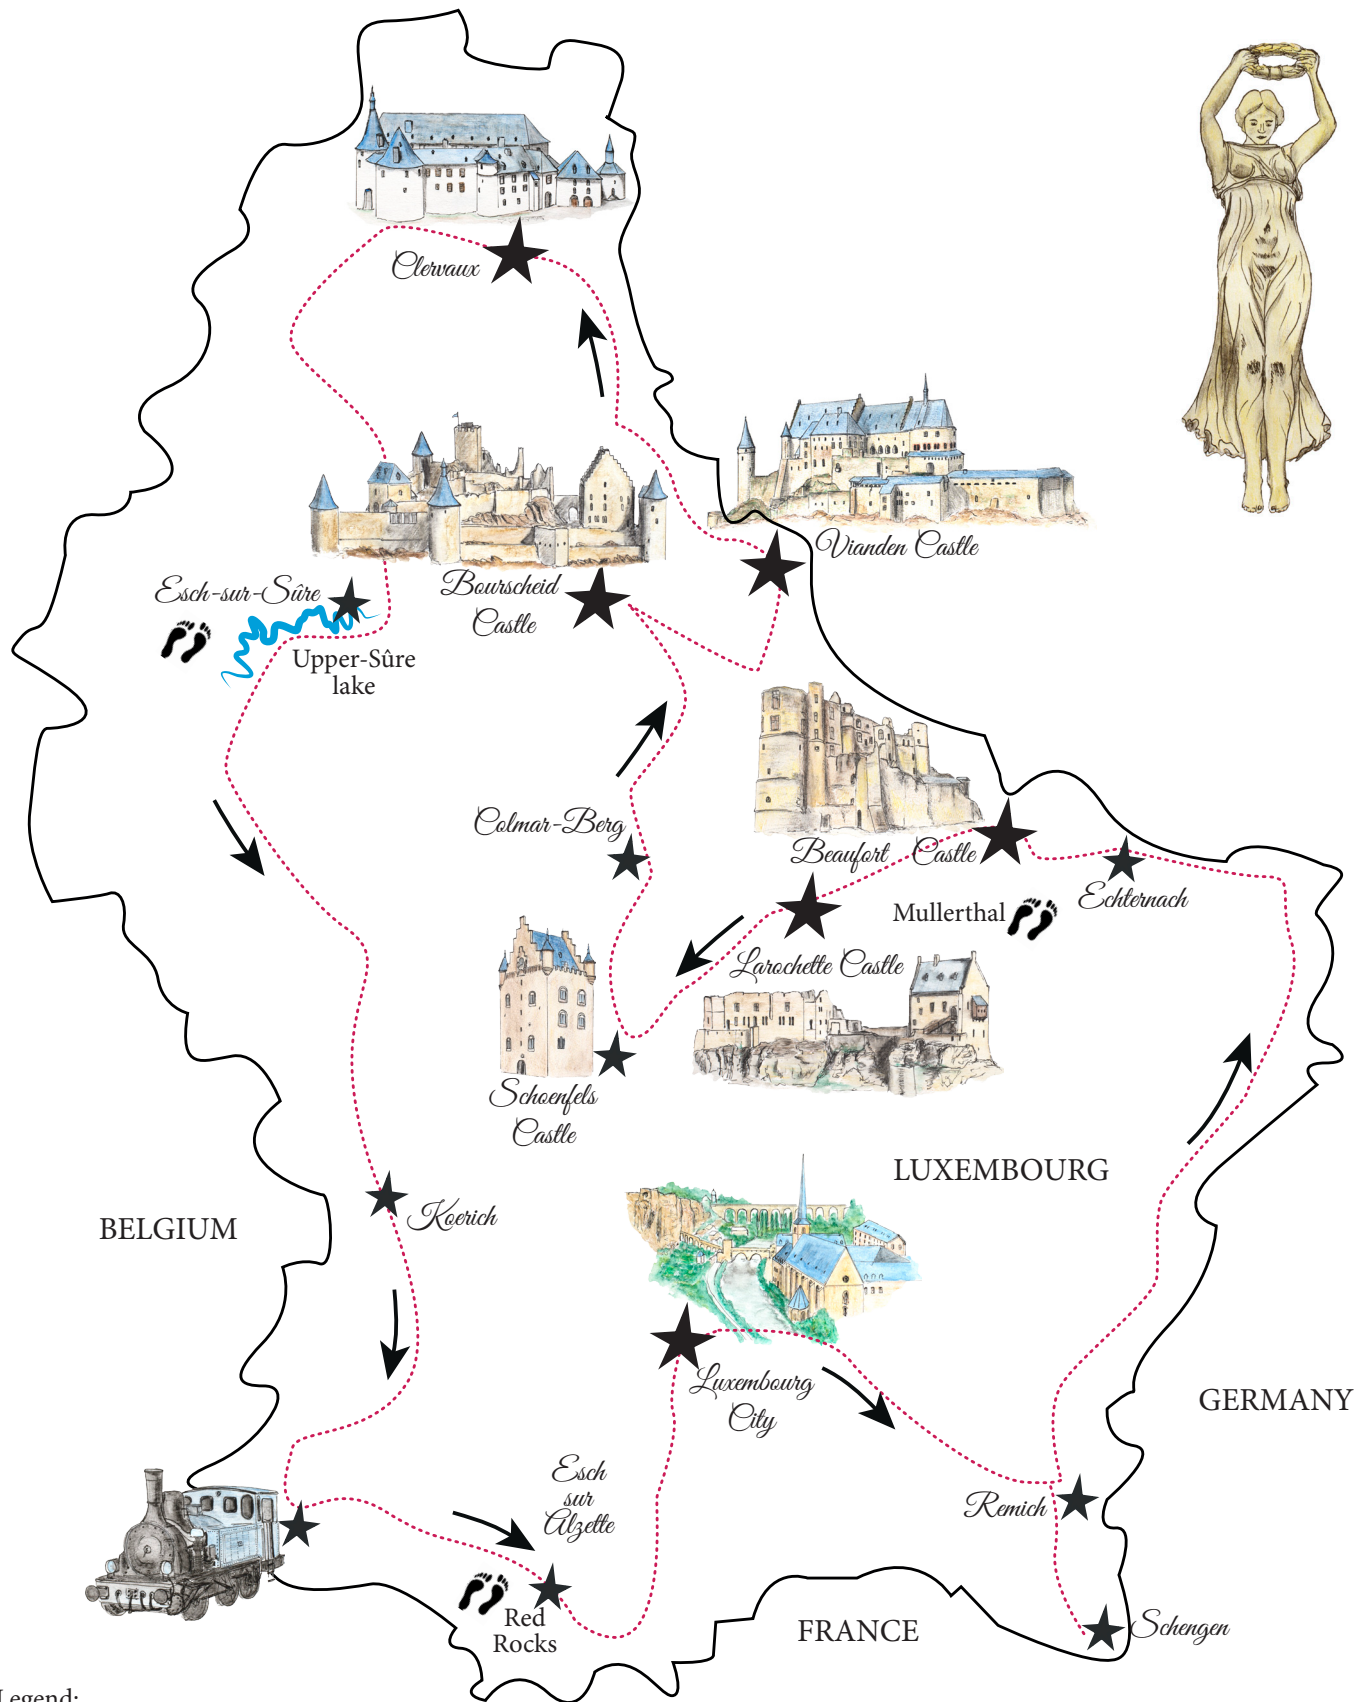 Clervaux
Vianden Castle
Esch-sur-Sûre
Bourscheid
Castle
Upper-Sûre
lake
Colmar-Berg
Beaufort Castle
Echternach
Mullerthal
Larochette Castle
Schoenfels
Castle
LUXEMBOURG
BELGIUM
Koerich
Luxembourg
City
GERMANY
Esch
sur
Alzette
Remich
Red
Rocks
FRANCE
Schengen
Legend: